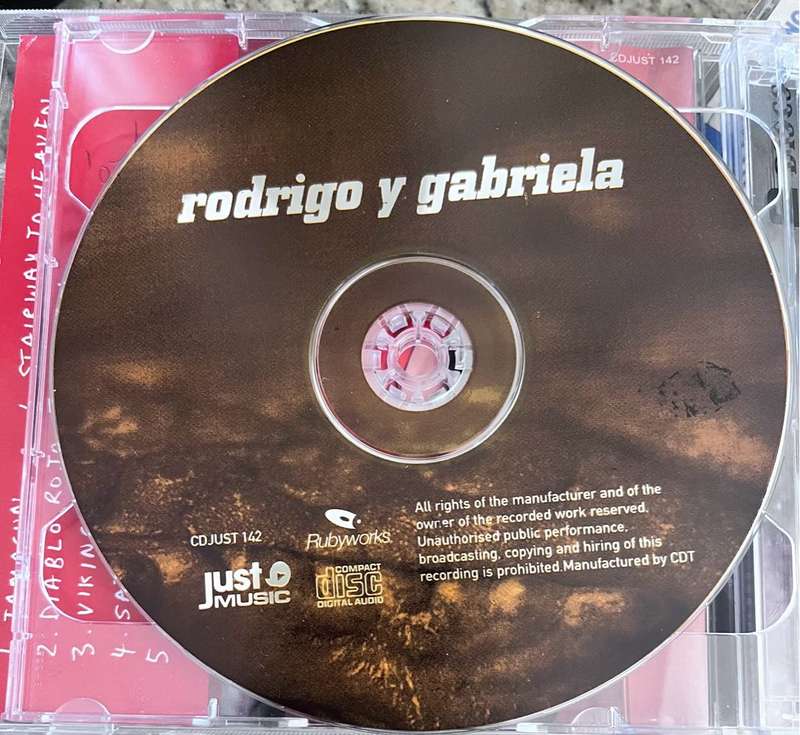 CDJUST 142
rodrigo y gabriela
All rights of the manufacturer and of the
owner of the recorded work reserved.
Unauthorised public performance,
broadcasting, copying and hiring of this
recording is prohibited.Manufactured by CDT
CDJUST 142
Rubyworks
just
MUSIC
COMPACT
disc
DIGITAL AUDIO
STAIRWAY TO HEAVEN
2. DIABLO ROJO
3. VIKIN
4. SA
5